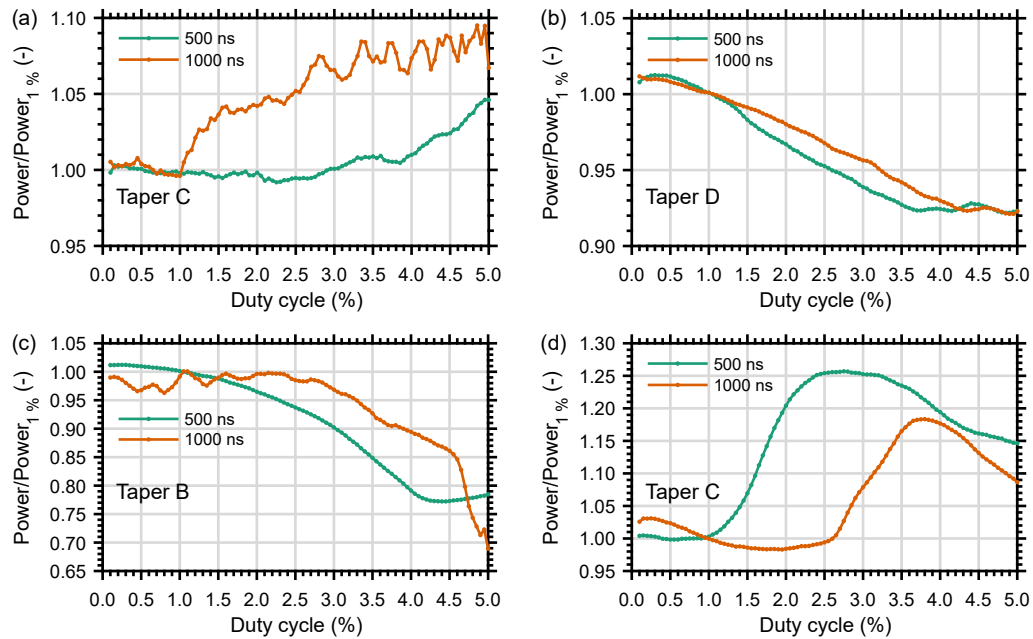 (a)
1.10
1.05
1.00
0.95
Power/Power1 % (-)
500 ns
1000 ns
Taper C
0.0 0.5 1.0 1.5 2.0 2.5 3.0 3.5 4.0 4.5 5.0
Duty cycle (%)
(b)
1.05
1.00
0.95
0.90
Power/Power1 % (-)
500 ns
1000 ns
Taper D
0.0 0.5 1.0 1.5 2.0 2.5 3.0 3.5 4.0 4.5 5.0
Duty cycle (%)
(c)
1.05
1.00
0.95
0.90
0.85
0.80
0.75
0.70
0.65
Power/Power1 % (-)
500 ns
1000 ns
Taper B
0.0 0.5 1.0 1.5 2.0 2.5 3.0 3.5 4.0 4.5 5.0
Duty cycle (%)
(d)
1.30
1.25
1.20
1.15
1.10
1.05
1.00
0.95
Power/Power1 % (-)
500 ns
1000 ns
Taper C
0.0 0.5 1.0 1.5 2.0 2.5 3.0 3.5 4.0 4.5 5.0
Duty cycle (%)